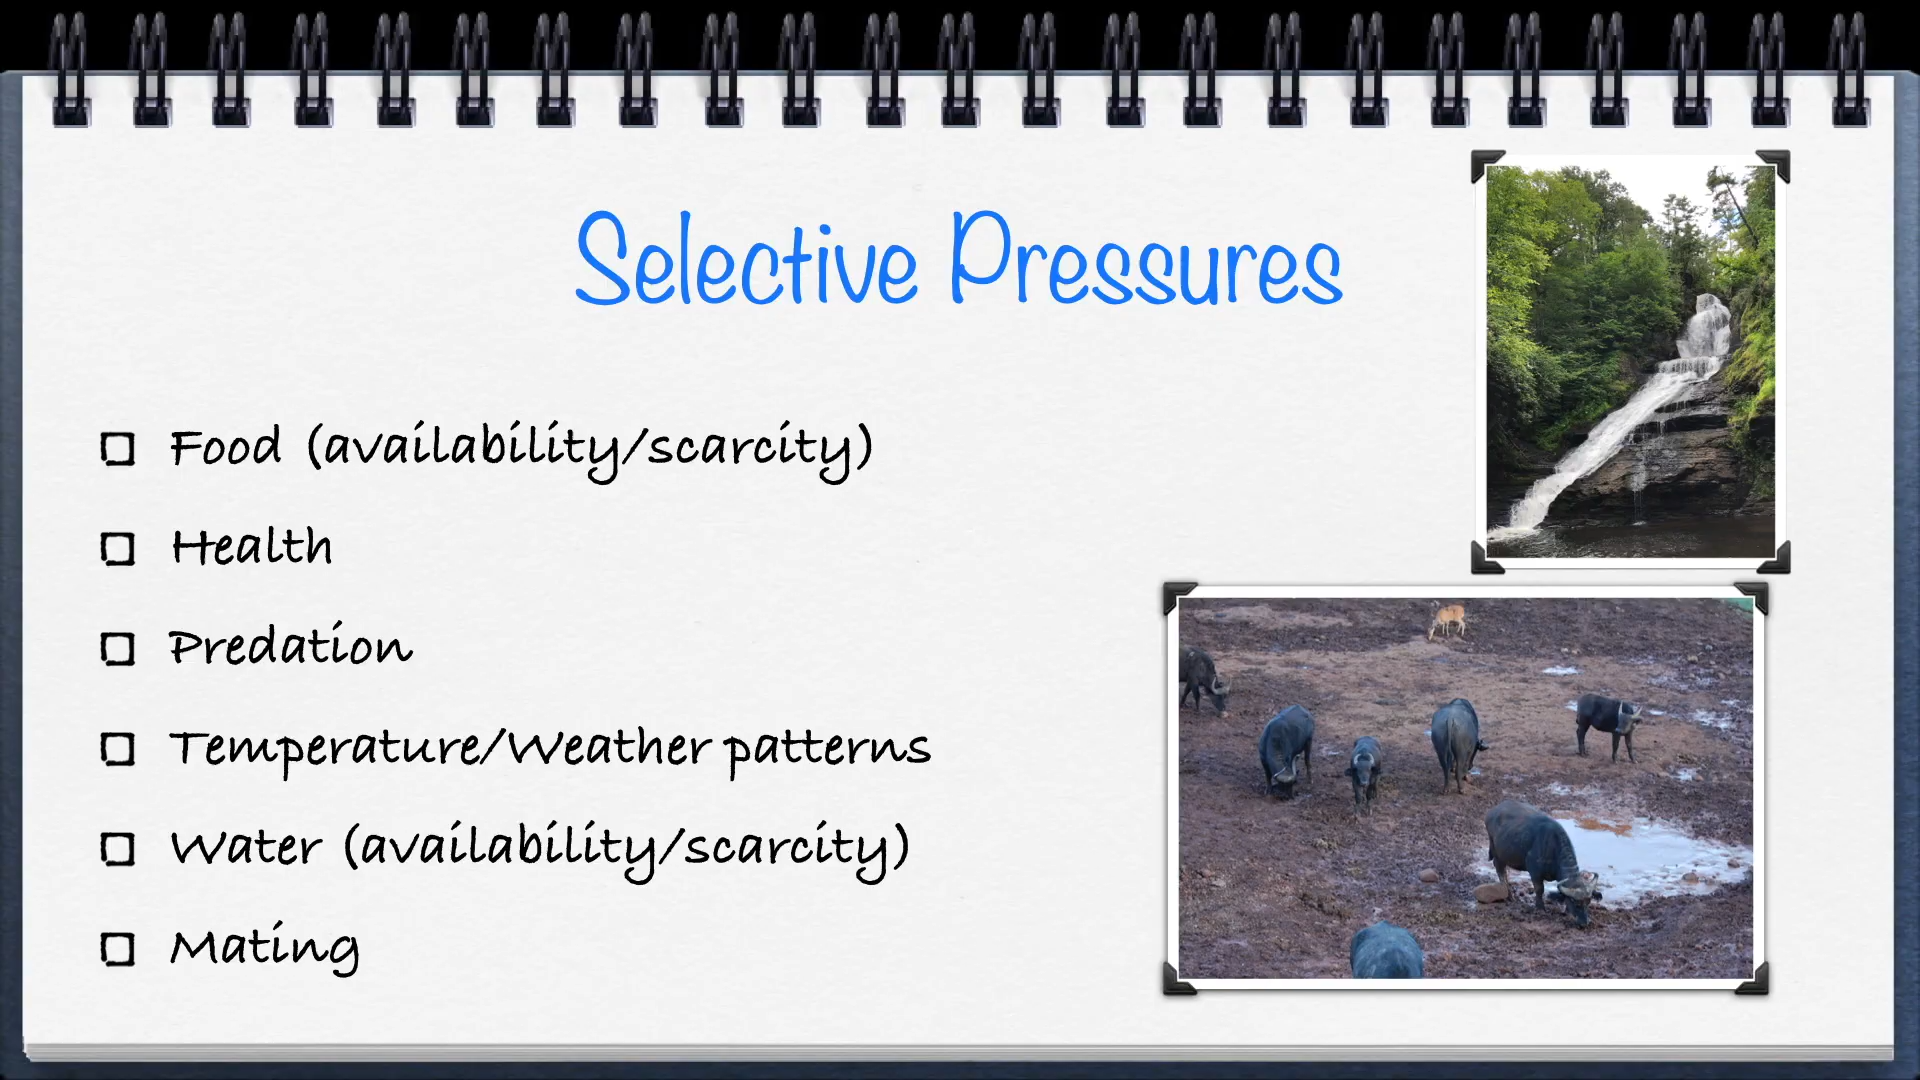 Selective Pressures
Food (availability/scarcity)
Health
Predation
Temperature/Weather patterns
Water (availability/scarcity)
Mating